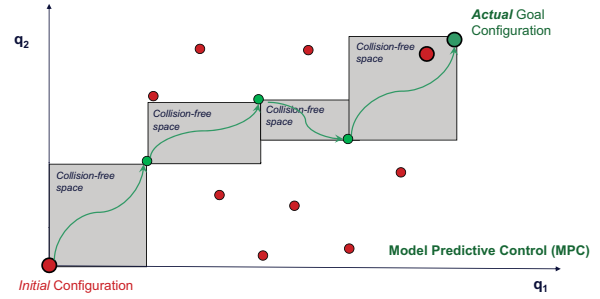 Actual Goal
Configuration
q2
Collision-free
space
Collision-free
space
Collision-free
space
Collision-free
space
Model Predictive Control (MPC)
Initial Configuration
q1